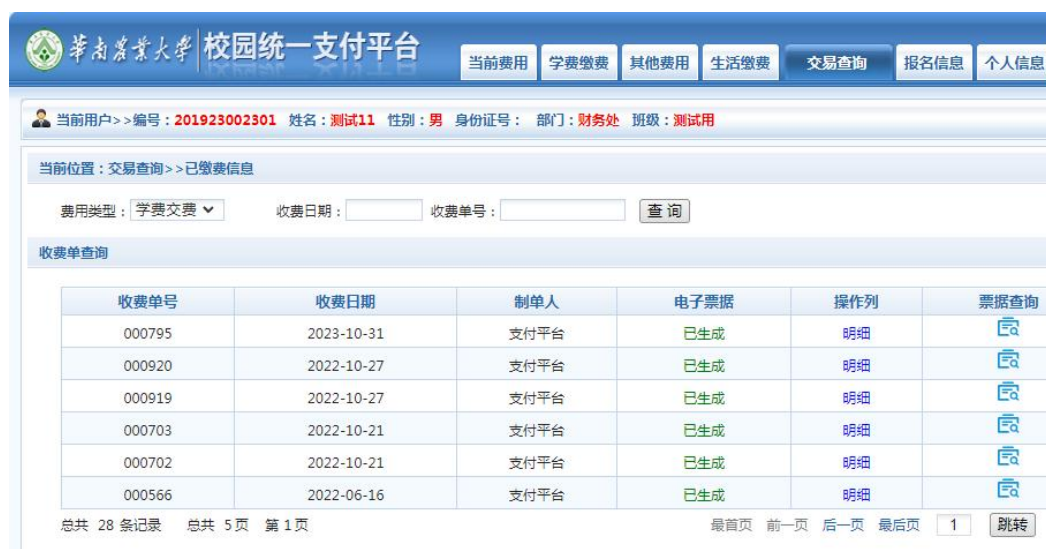 华南农业大学 校园统一支付平台
当前费用 学费缴费 其他费用 生活缴费 交易查询 报名信息 个人信息
当前用户>>编号：201923002301 姓名：测试11 性别：男 身份证号： 部门：财务处 班级：测试用
当前位置：交易查询>>已缴费信息
费用类型： 学费交费 收费日期： 收费单号： 查 询
收费单查询
收费单号 收费日期 制单人 电子票据 操作列 票据查询
000795 2023-10-31 支付平台 已生成 明细
000920 2022-10-27 支付平台 已生成 明细
000919 2022-10-27 支付平台 已生成 明细
000703 2022-10-21 支付平台 已生成 明细
000702 2022-10-21 支付平台 已生成 明细
000566 2022-06-16 支付平台 已生成 明细
总共 28 条记录 总共 5页 第1页 最首页 前一页 后一页 最后页 1 跳转